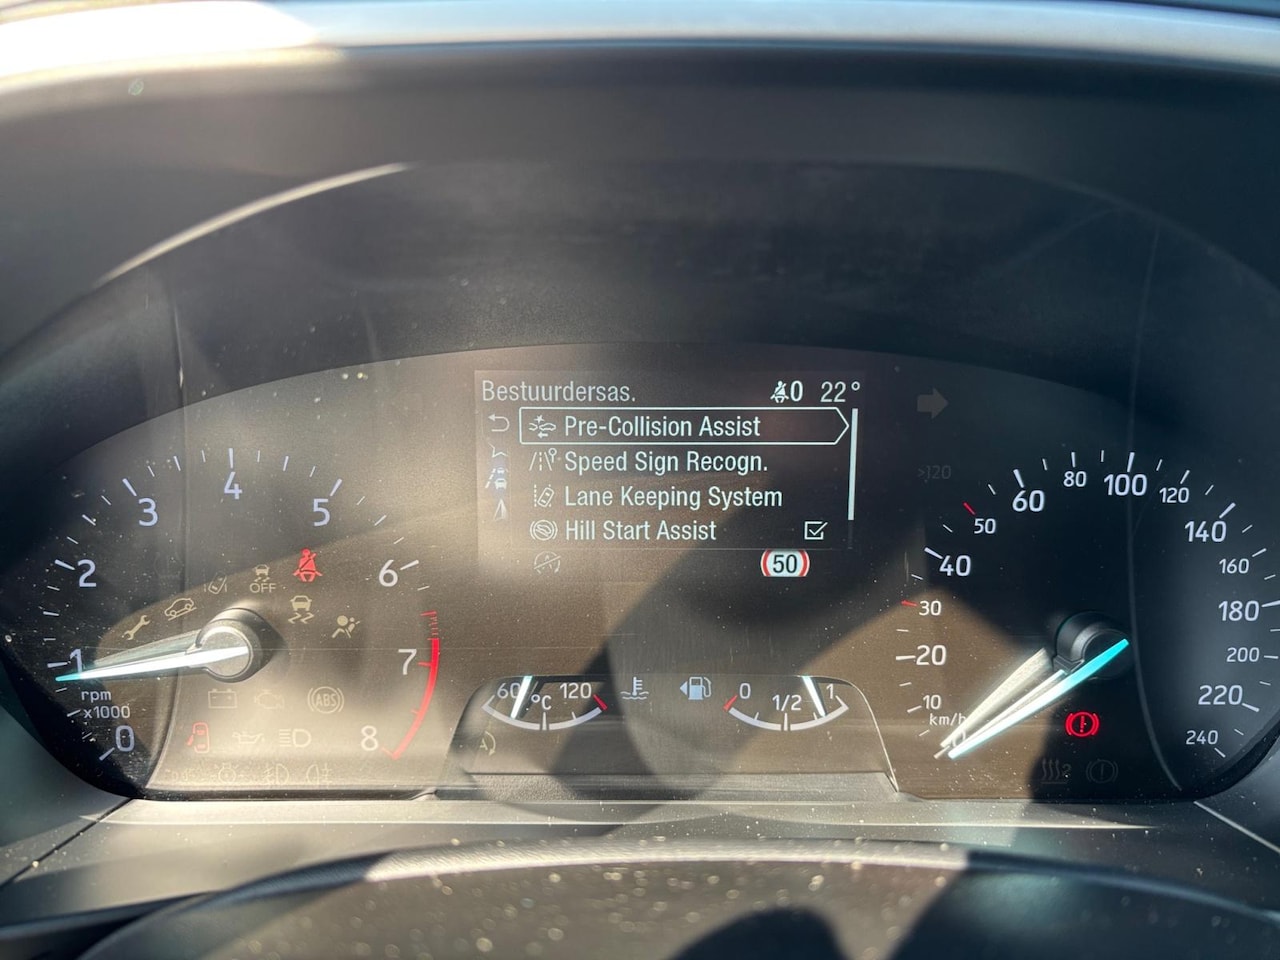 Bestuurdersas. 0 22°
Pre-Collision Assist
Speed Sign Recogn.
Lane Keeping System
Hill Start Assist
50
0
1
2
3
4
5
6
7
8
rpm
x1000
OFF
ABS
60 °C 120
0 1/2 1
0
10
20
30
40
50
60
80
100
120
140
160
180
200
220
240
km/h